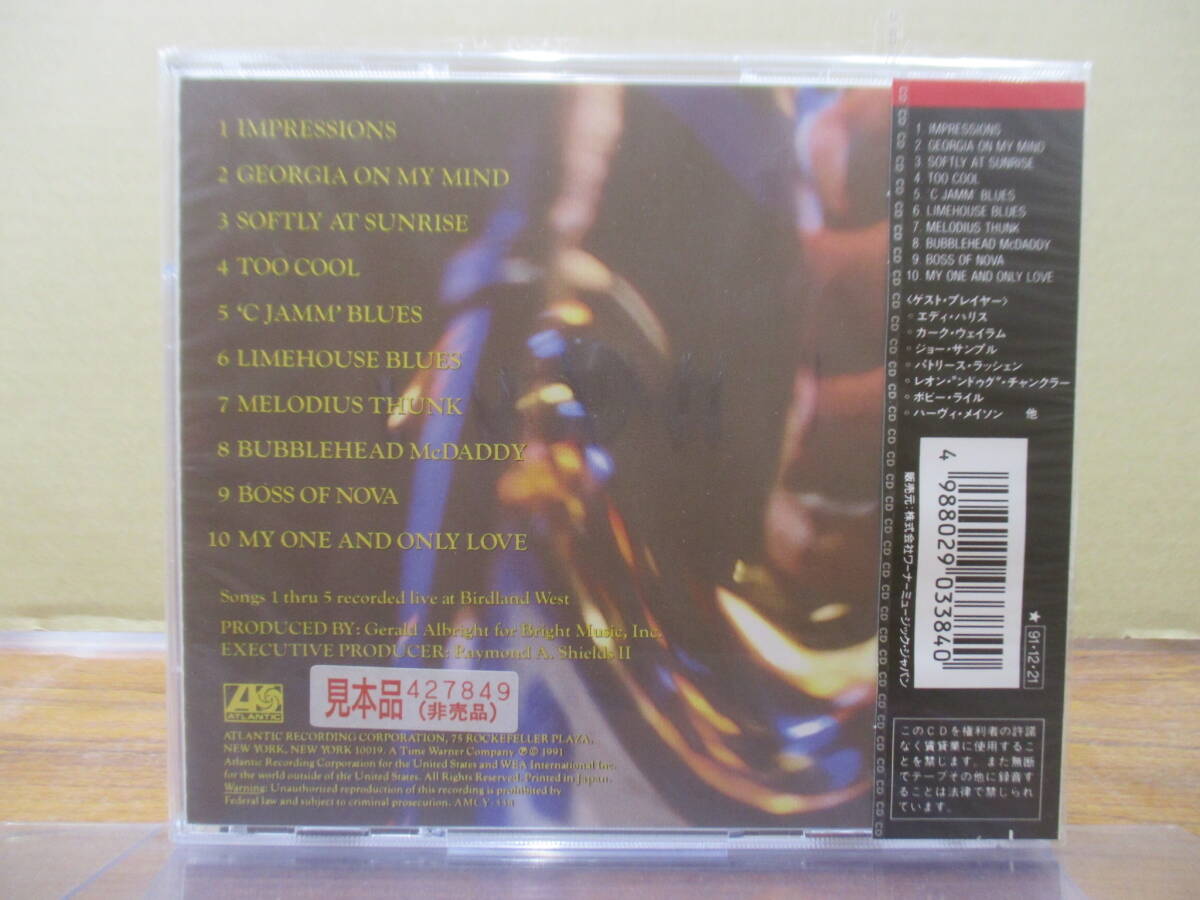 1 IMPRESSIONS
2 GEORGIA ON MY MIND
3 SOFTLY AT SUNRISE
4 TOO COOL
5 'C JAMM' BLUES
6 LIMEHOUSE BLUES
7 MELODIUS THUNK
8 BUBBLEHEAD McDADDY
9 BOSS OF NOVA
10 MY ONE AND ONLY LOVE
Songs 1 thru 5 recorded live at Birdland West
PRODUCED BY: Gerald Albright for Bright Music, Inc.
EXECUTIVE PRODUCER: Raymond A. Shields II
ATLANTIC
見本品 427849
(非売品)
ATLANTIC RECORDING CORPORATION, 75 ROCKEFELLER PLAZA,
NEW YORK, NEW YORK 10019. A Time Warner Company ℗ © 1991
Atlantic Recording Corporation for the United States and WEA International Inc.
for the world outside of the United States. All Rights Reserved. Printed in Japan.
Warning: Unauthorized reproduction of this recording is prohibited by
Federal law and subject to criminal prosecution.
1 IMPRESSIONS
2 GEORGIA ON MY MIND
3 SOFTLY AT SUNRISE
4 TOO COOL
5 'C JAMM' BLUES
6 LIMEHOUSE BLUES
7. MELODIUS THUNK
8 BUBBLEHEAD McDADDY
9. BOSS OF NOVA
10. MY ONE AND ONLY LOVE
〈ゲスト・プレイヤー〉
◦エディ・ハリス
◦カーク・ウェイラム
◦ジョー・サンプル
◦パトリース・ラッシェン
◦レオン・"ンドゥグ"・チャンクラー
◦ボビー・ライル
◦ハーヴィ・メイソン 他
4 988029 033840
販売元:株式会社ワーナーミュージック・ジャパン
★ 91・12・21
このCDを権利者の許諾
なく賃貸業に使用するこ
とを禁じます。また無断
でテープその他に録音す
ることは法律で禁じられ
ています。